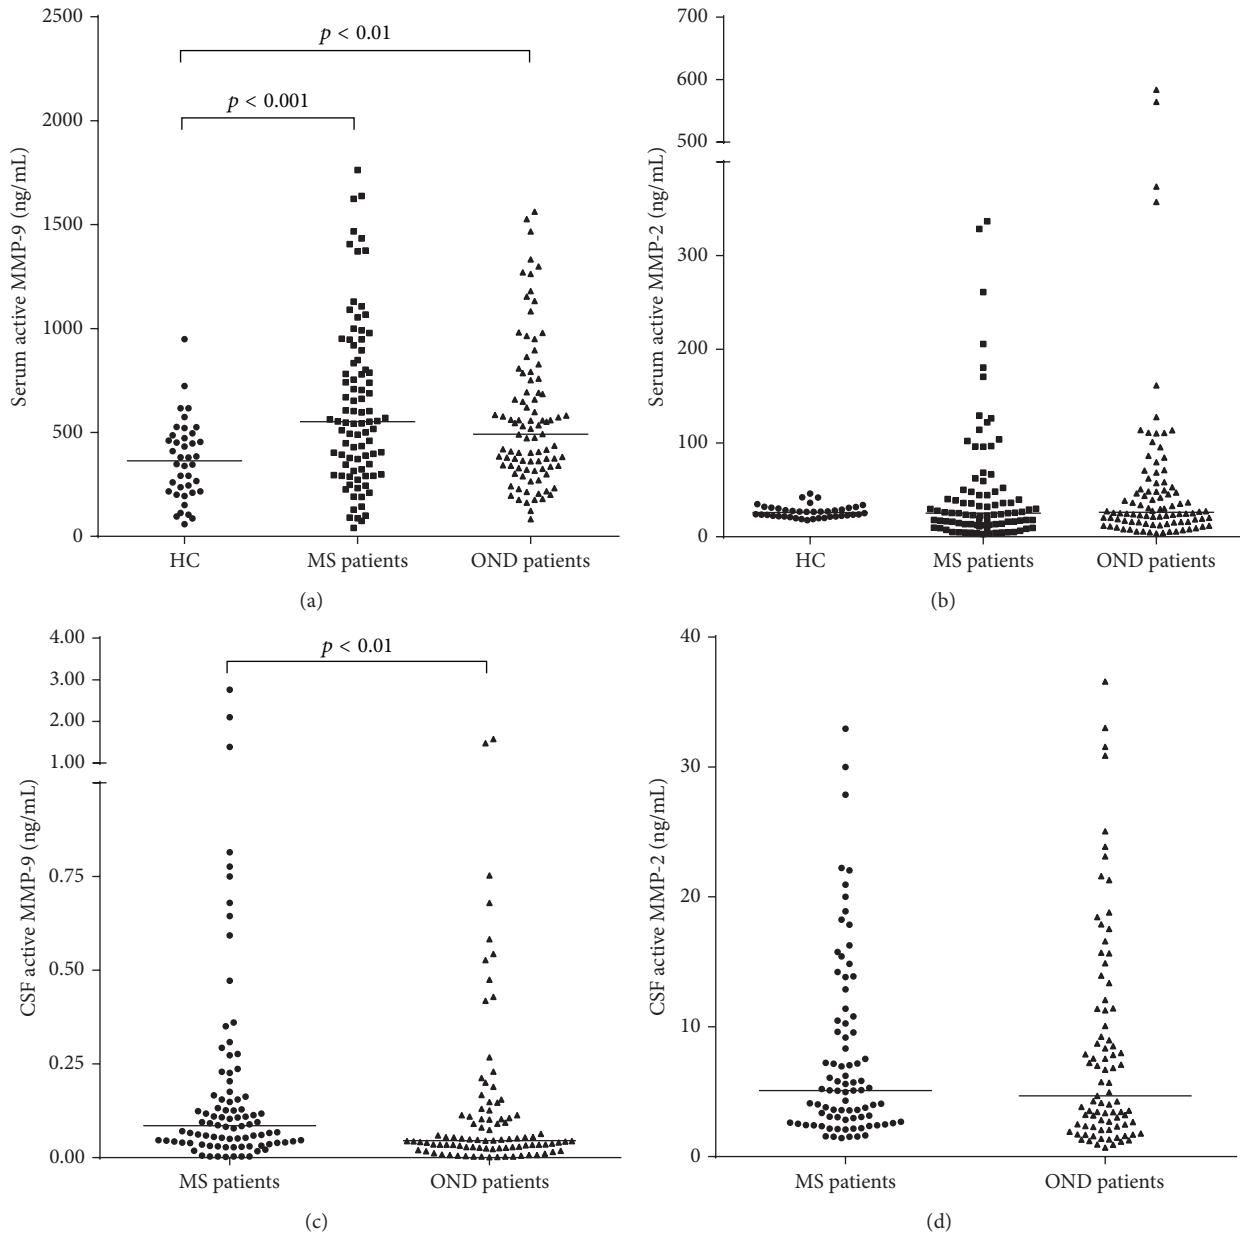 Serum active MMP-9 (ng/mL)
2500
2000
1500
1000
500
0
p < 0.01
p < 0.001
HC MS patients OND patients
(a)
Serum active MMP-2 (ng/mL)
700
600
500
300
200
100
0
HC MS patients OND patients
(b)
CSF active MMP-9 (ng/mL)
4.00
3.00
2.00
1.00
0.75
0.50
0.25
0.00
p < 0.01
MS patients OND patients
(c)
CSF active MMP-2 (ng/mL)
40
30
20
10
0
MS patients OND patients
(d)